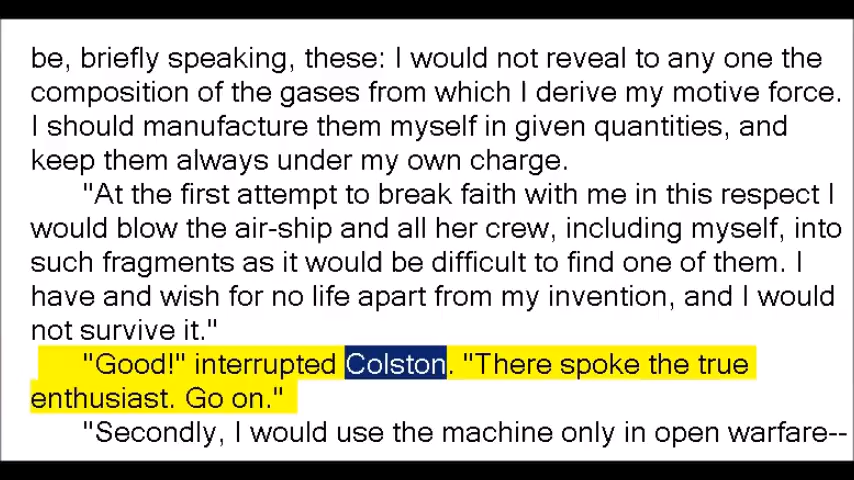 be, briefly speaking, these: I would not reveal to any one the
composition of the gases from which I derive my motive force.
I should manufacture them myself in given quantities, and
keep them always under my own charge.
"At the first attempt to break faith with me in this respect I
would blow the air-ship and all her crew, including myself, into
such fragments as it would be difficult to find one of them. I
have and wish for no life apart from my invention, and I would
not survive it."
"Good!" interrupted Colston. "There spoke the true
enthusiast. Go on."
"Secondly, I would use the machine only in open warfare--